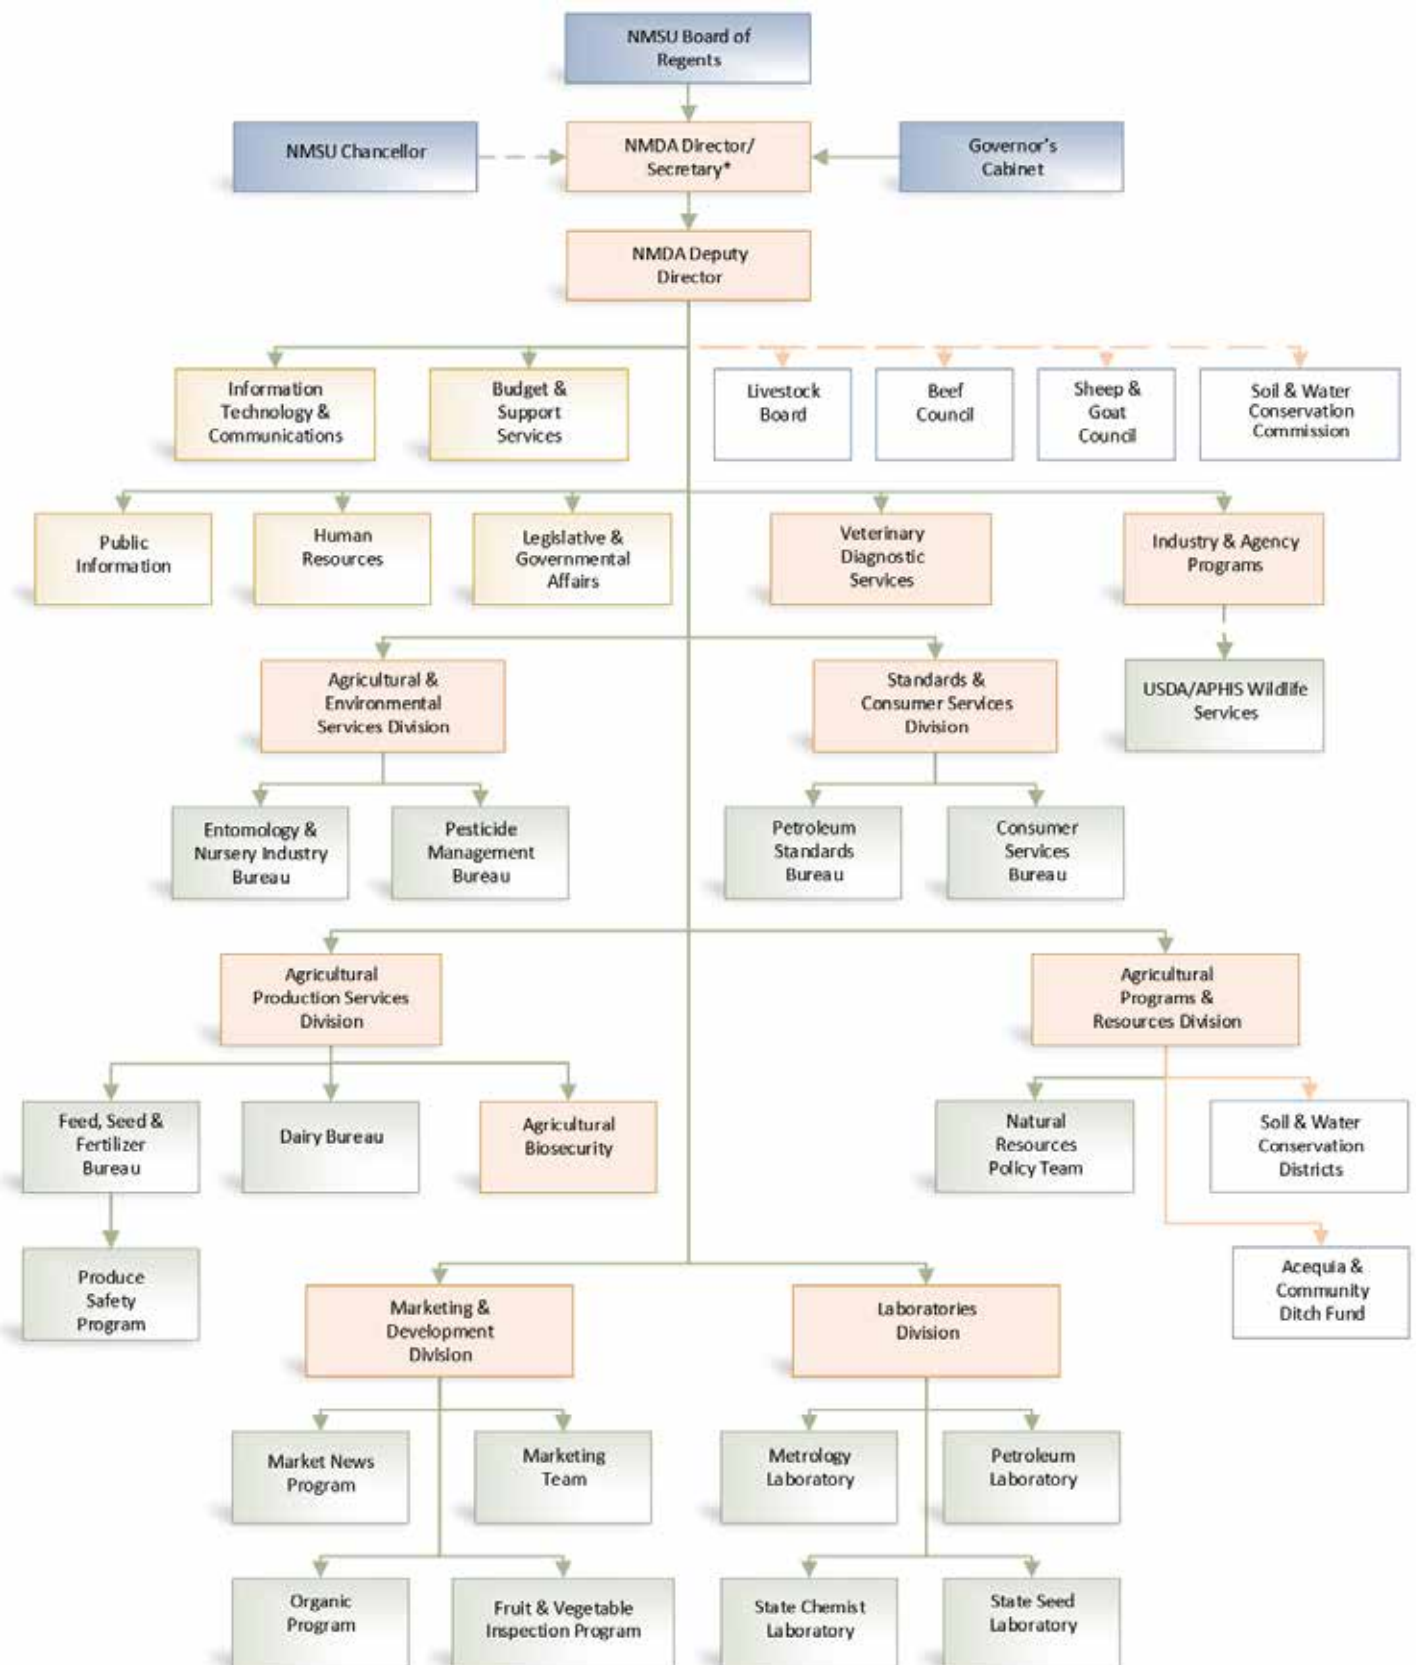 NMSU Board of
Regents
NMSU Chancellor
NMDA Director/
Secretary*
Governor's
Cabinet
NMDA Deputy
Director
Information
Technology &
Communications
Budget &
Support
Services
Livestock
Board
Beef
Council
Sheep &
Goat
Council
Soil & Water
Conservation
Commission
Public
Information
Human
Resources
Legislative &
Governmental
Affairs
Veterinary
Diagnostic
Services
Industry & Agency
Programs
Agricultural &
Environmental
Services Division
Standards &
Consumer Services
Division
USDA/APHIS Wildlife
Services
Entomology &
Nursery Industry
Bureau
Pesticide
Management
Bureau
Petroleum
Standards
Bureau
Consumer
Services
Bureau
Agricultural
Production Services
Division
Agricultural
Programs &
Resources Division
Feed, Seed &
Fertilizer
Bureau
Dairy Bureau
Agricultural
Biosecurity
Natural
Resources
Policy Team
Soil & Water
Conservation
Districts
Produce
Safety
Program
Acequia &
Community
Ditch Fund
Marketing &
Development
Division
Laboratories
Division
Market News
Program
Marketing
Team
Metrology
Laboratory
Petroleum
Laboratory
Organic
Program
Fruit & Vegetable
Inspection Program
State Chemist
Laboratory
State Seed
Laboratory